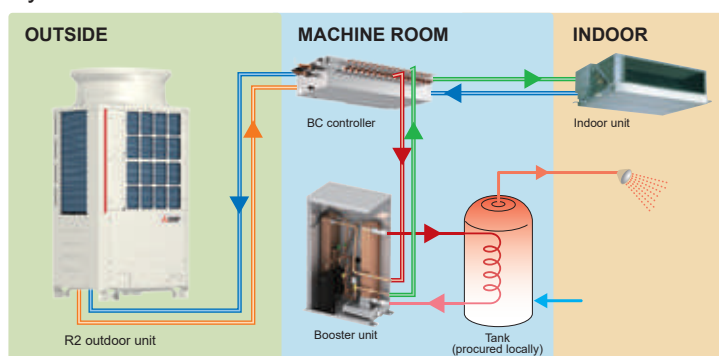 OUTSIDE
MACHINE ROOM
INDOOR
BC controller
Indoor unit
R2 outdoor unit
Booster unit
Tank
(procured locally)